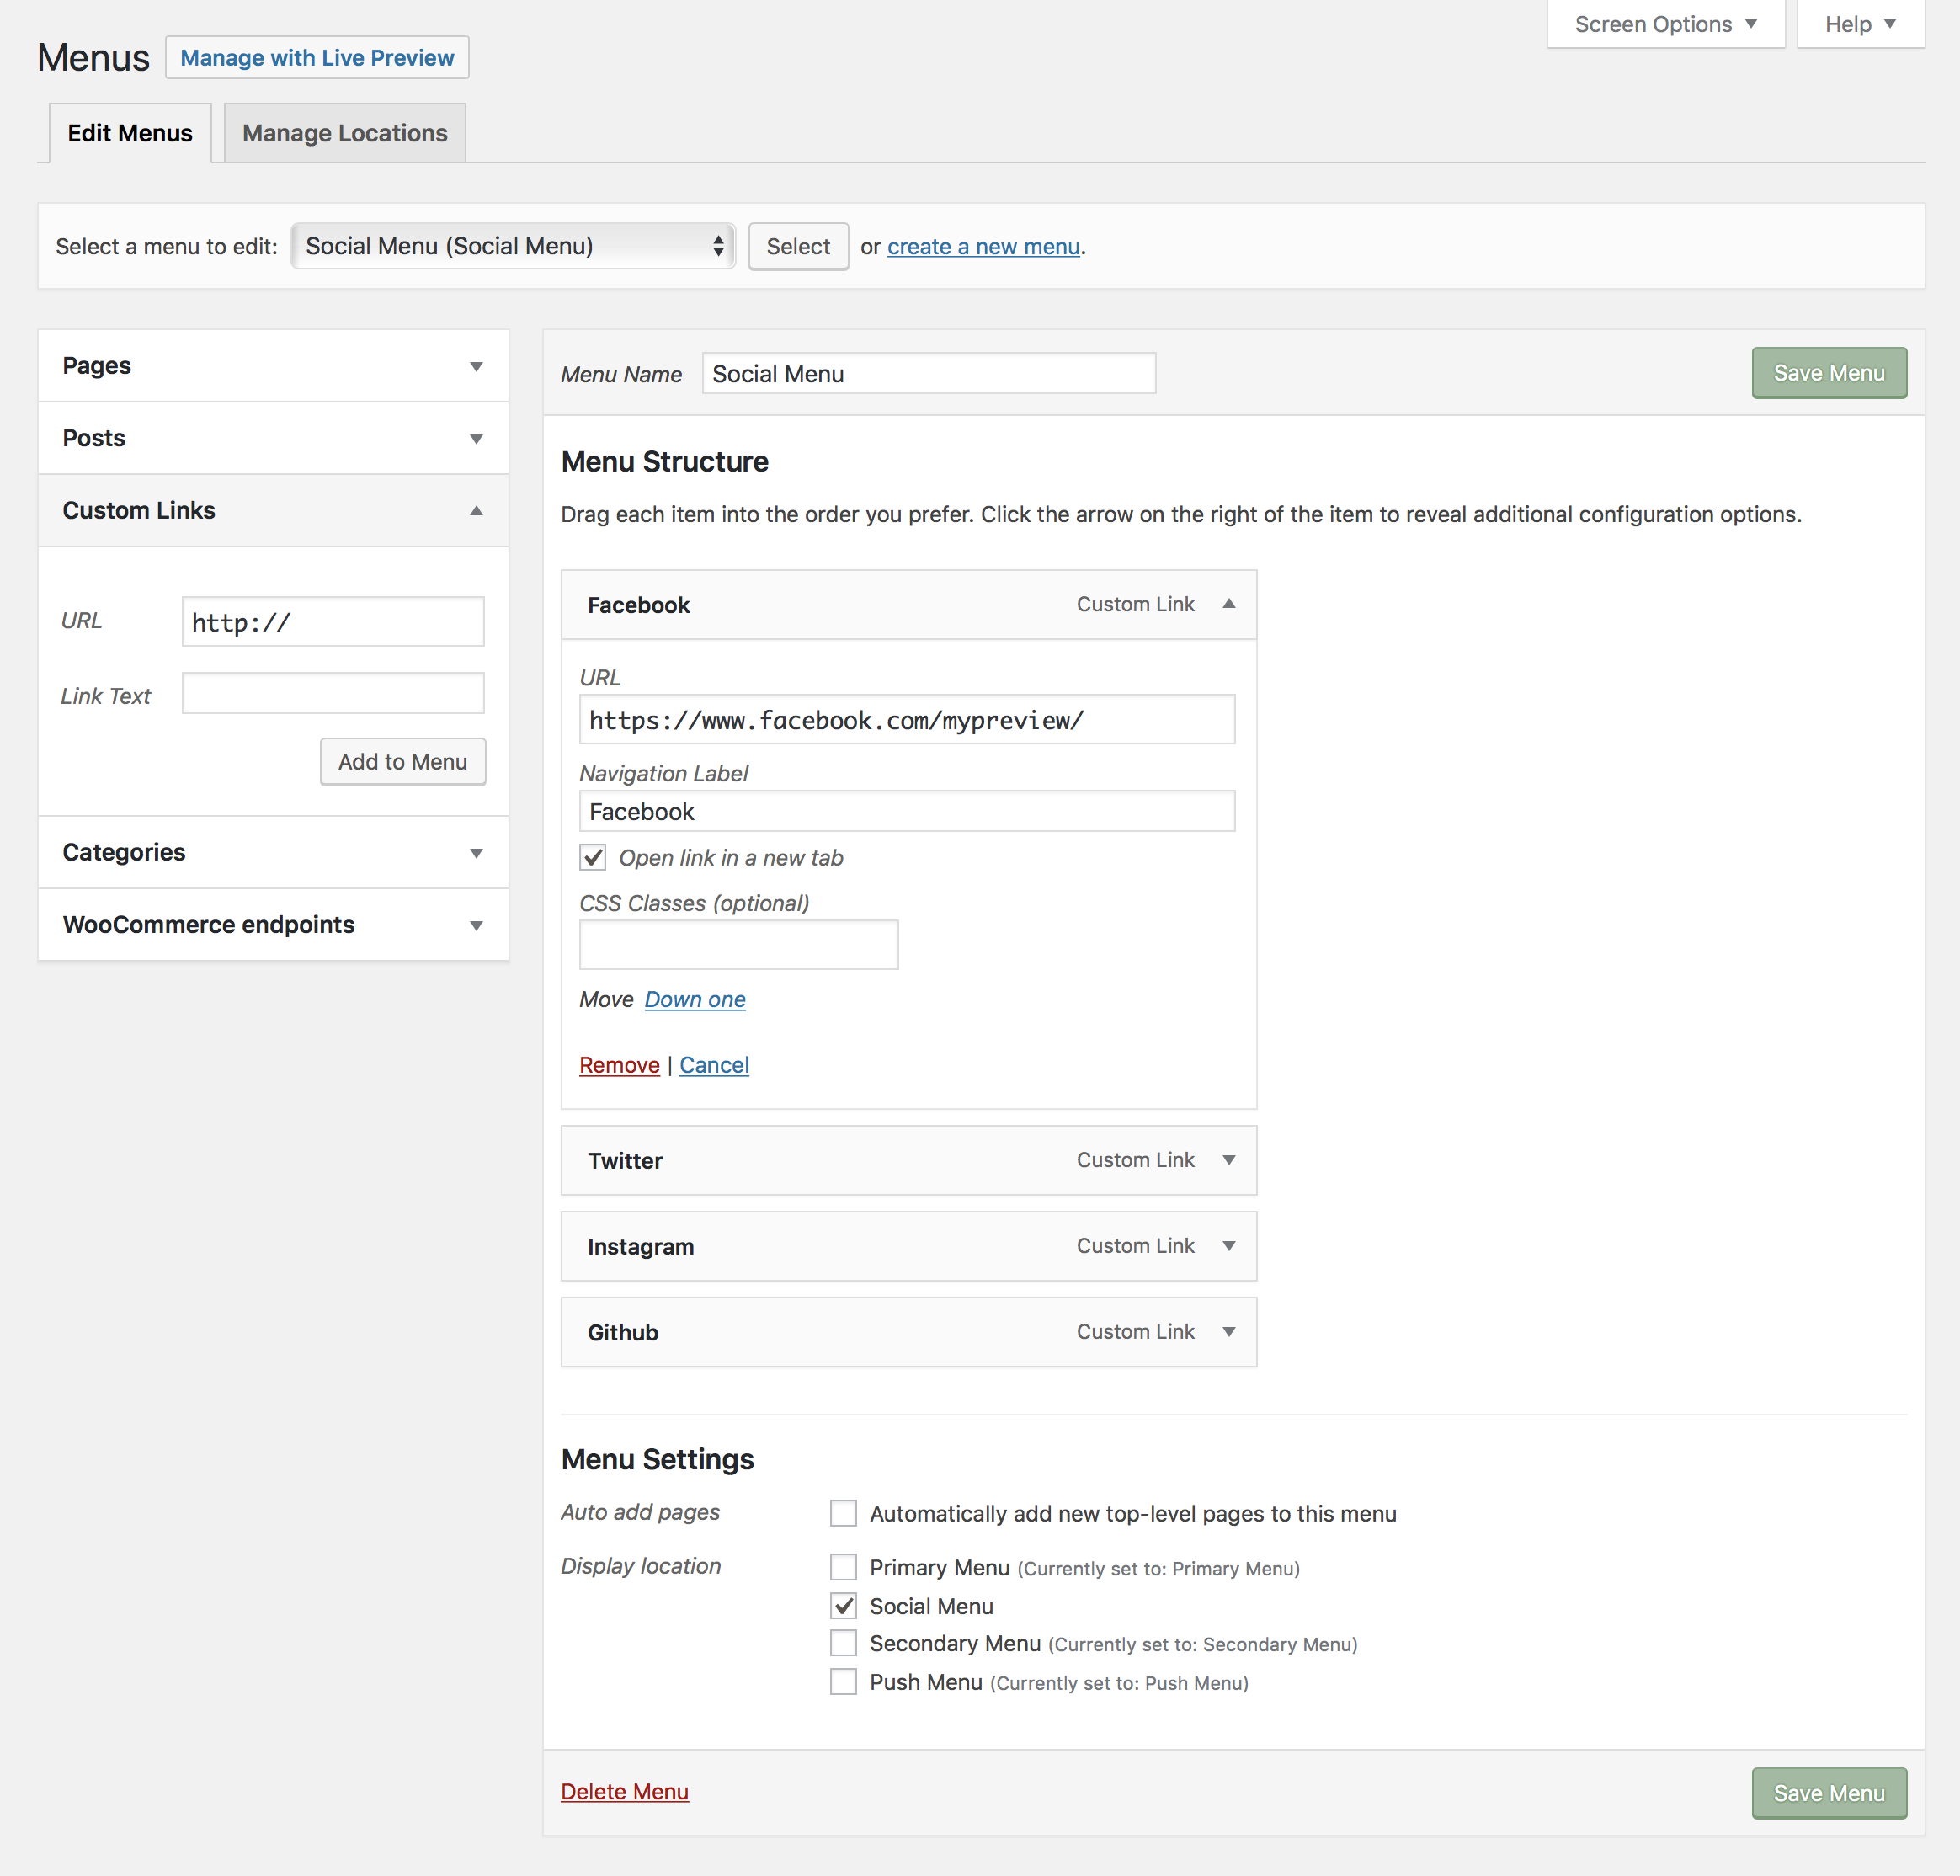 Screen Options
Help
Menus
Manage with Live Preview
Edit Menus
Manage Locations
Select a menu to edit: Social Menu (Social Menu) Select or create a new menu.
Pages
Posts
Custom Links
URL http://
Link Text
Add to Menu
Categories
WooCommerce endpoints
Menu Name Social Menu Save Menu
Menu Structure
Drag each item into the order you prefer. Click the arrow on the right of the item to reveal additional configuration options.
Facebook Custom Link
URL
https://www.facebook.com/mypreview/
Navigation Label
Facebook
Open link in a new tab
CSS Classes (optional)
Move Down one
Remove | Cancel
Twitter Custom Link
Instagram Custom Link
Github Custom Link
Menu Settings
Auto add pages Automatically add new top-level pages to this menu
Display location Primary Menu (Currently set to: Primary Menu)
Social Menu
Secondary Menu (Currently set to: Secondary Menu)
Push Menu (Currently set to: Push Menu)
Delete Menu Save Menu